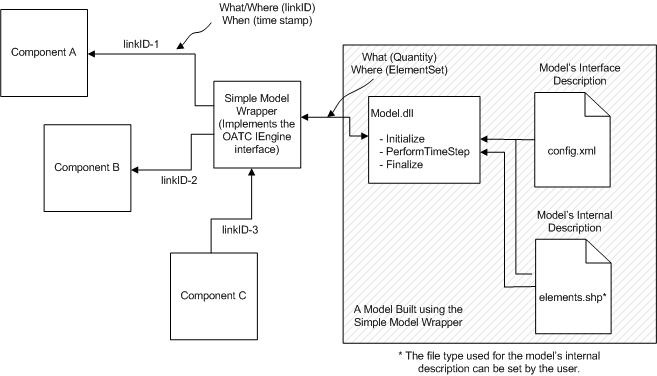 What/Where (linkID)
When (time stamp)
Component A
linkID-1
What (Quantity)
Where (ElementSet)
Model's Interface
Description
Simple Model
Wrapper
(Implements the
OATC IEngine
interface)
Model.dll
- Initialize
- PerformTimeStep
- Finalize
config.xml
Component B
linkID-2
Model's Internal
Description
linkID-3
Component C
elements.shp*
A Model Built using the
Simple Model Wrapper
* The file type used for the model's internal
description can be set by the user.